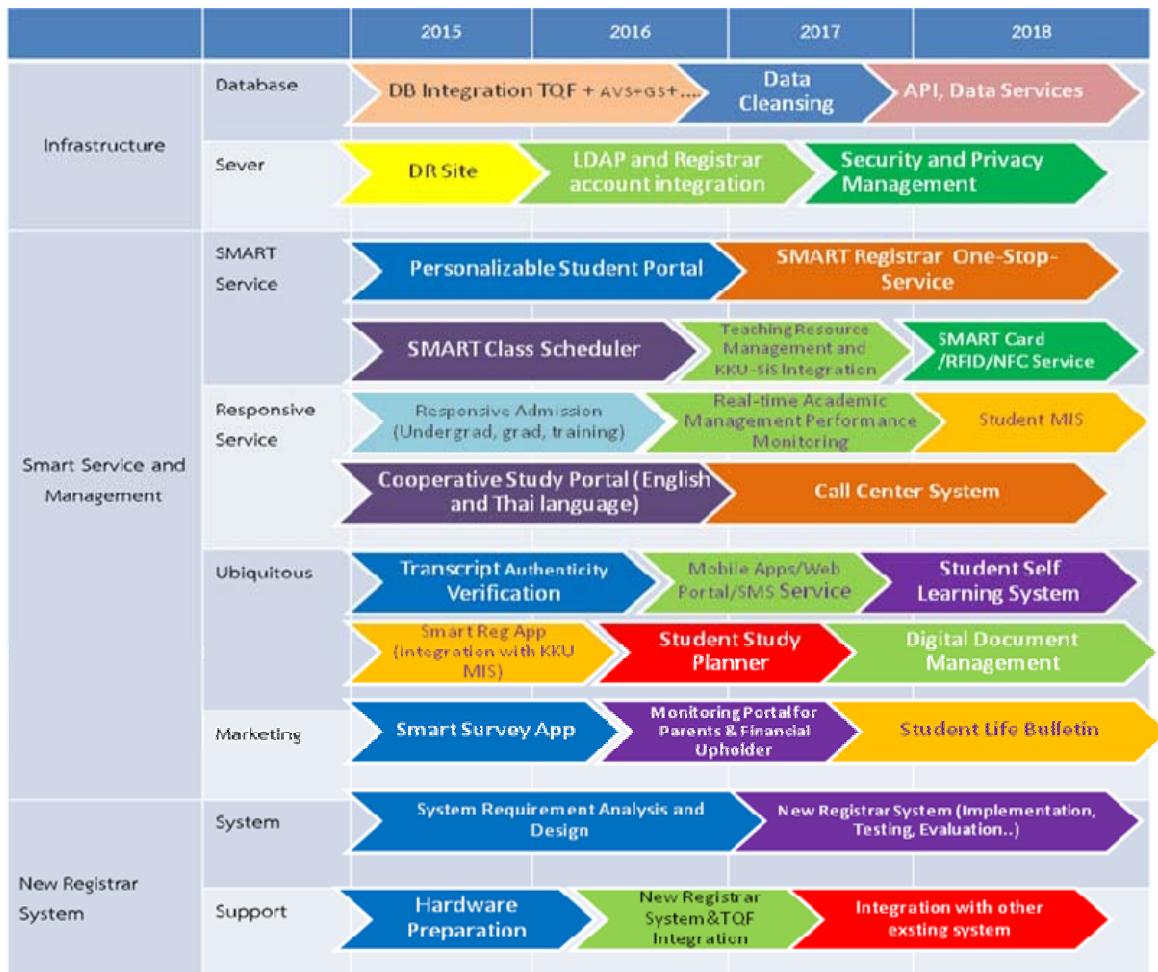 2015 2016 2017 2018
Infrastructure
Database
DB Integration TQF + AVS+GS+....
Data
Cleansing
API, Data Services
Sever
DR Site
LDAP and Registrar
account integration
Security and Privacy
Management
Smart Service and
Management
SMART
Service
Personalizable Student Portal
SMART Registrar One-Stop-
Service
SMART Class Scheduler
Teaching Resource
Management and
KKU-SIS Integration
SMART Card
/RFID/NFC Service
Responsive
Service
Responsive Admission
(Undergrad, grad, training)
Real-time Academic
Management Performance
Monitoring
Student MIS
Cooperative Study Portal (English
and Thai language)
Call Center System
Ubiquitous
Transcript Authenticity
Verification
Mobile Apps/Web
Portal/SMS Service
Student Self
Learning System
Smart Reg App
(integration with KKU
MIS)
Student Study
Planner
Digital Document
Management
Marketing
Smart Survey App
Monitoring Portal for
Parents & Financial
Upholder
Student Life Bulletin
New Registrar
System
System
System Requirement Analysis and
Design
New Registrar System (Implementation,
Testing, Evaluation..)
Support
Hardware
Preparation
New Registrar
System &TQF
Integration
Integration with other
exsting system